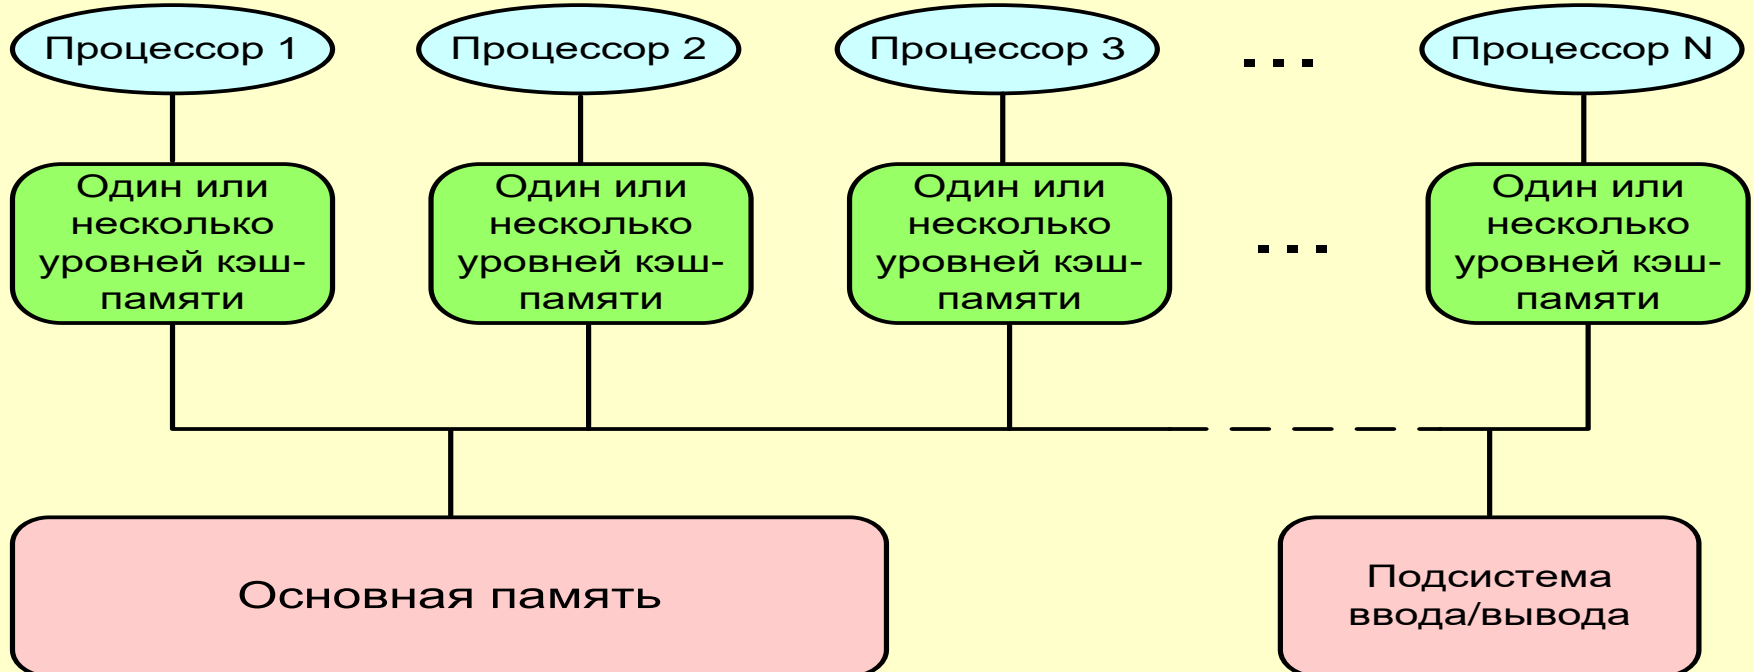 Процессор 1
Процессор 2
Процессор 3
...
Процессор N
Один или
несколько
уровней кэш-
памяти
Один или
несколько
уровней кэш-
памяти
Один или
несколько
уровней кэш-
памяти
...
Один или
несколько
уровней кэш-
памяти
Основная память
Подсистема
ввода/вывода